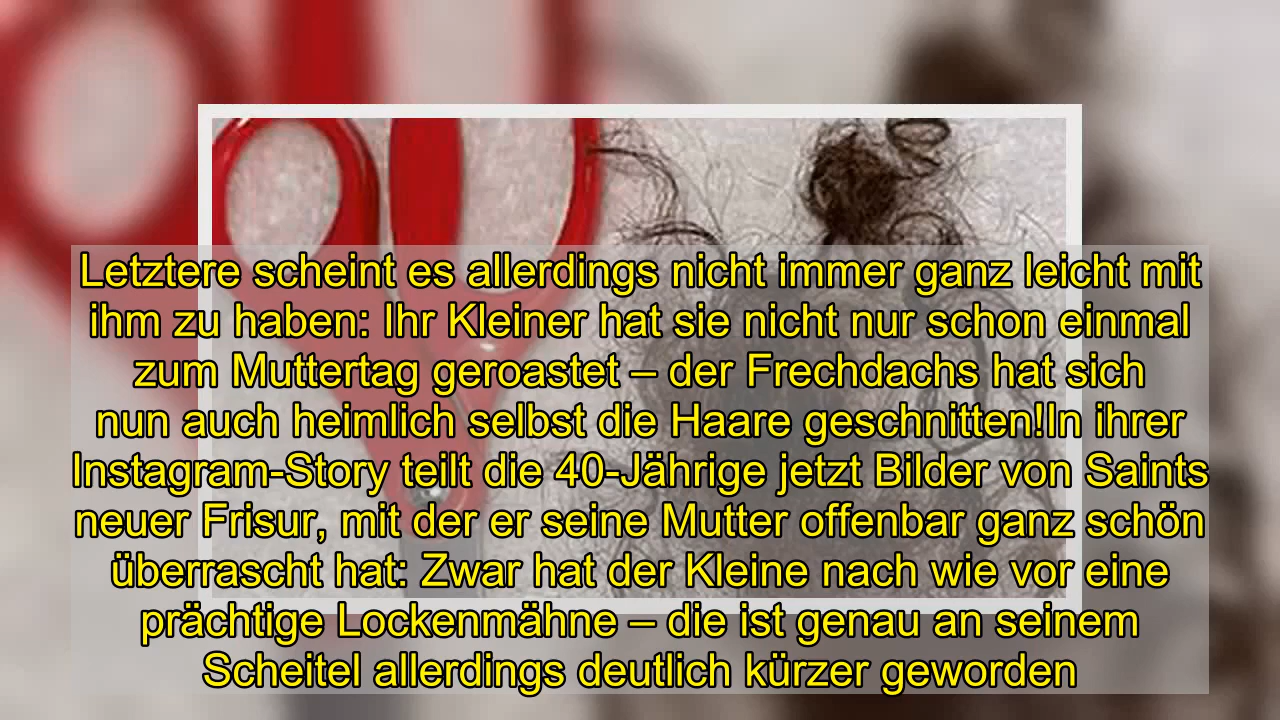 Letztere scheint es allerdings nicht immer ganz leicht mit
ihm zu haben: Ihr Kleiner hat sie nicht nur schon einmal
zum Muttertag geroastet – der Frechdachs hat sich
nun auch heimlich selbst die Haare geschnitten!In ihrer
Instagram-Story teilt die 40-Jährige jetzt Bilder von Saints
neuer Frisur, mit der er seine Mutter offenbar ganz schön
überrascht hat: Zwar hat der Kleine nach wie vor eine
prächtige Lockenmähne – die ist genau an seinem
Scheitel allerdings deutlich kürzer geworden